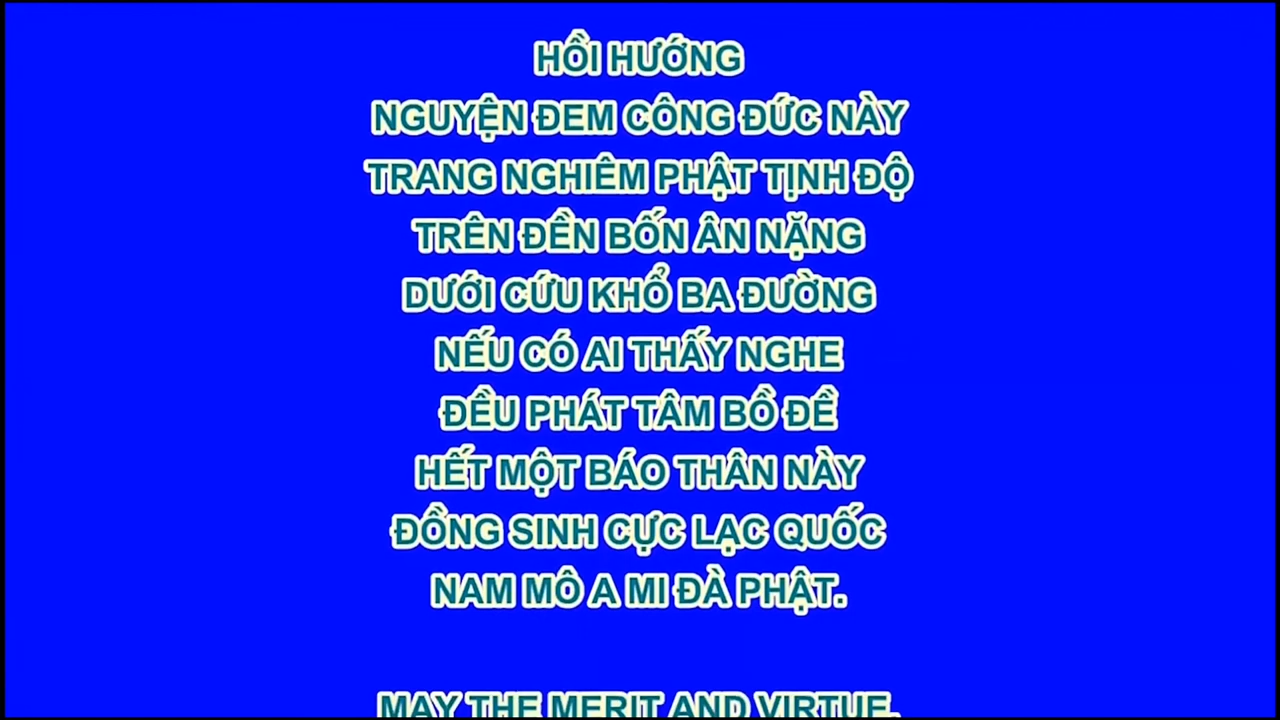 HỒI HƯỚNG
NGUYỆN ĐEM CÔNG ĐỨC NÀY
TRANG NGHIÊM PHẬT TỊNH ĐỘ
TRÊN ĐỀN BỐN ÂN NẶNG
DƯỚI CỨU KHỔ BA ĐƯỜNG
NẾU CÓ AI THẤY NGHE
ĐỀU PHÁT TÂM BỒ ĐỀ
HẾT MỘT BÁO THÂN NÀY
ĐỒNG SINH CỰC LẠC QUỐC
NAM MÔ A MI ĐÀ PHẬT.
MAY THE MERIT AND VIRTUE,